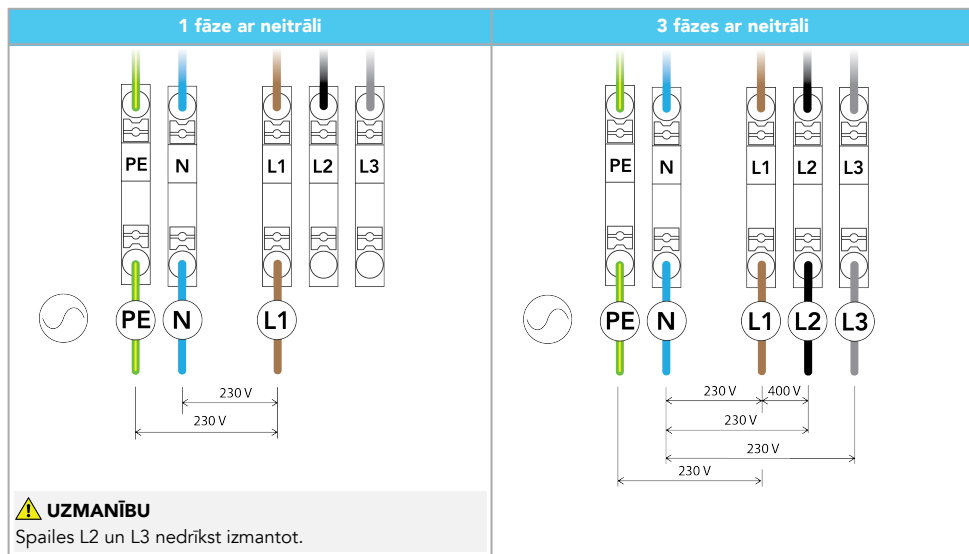 1 fāze ar neitrāli
PE N L1 L2 L3
PE N L1
230 V
230 V
UZMANĪBU
Spailes L2 un L3 nedrīkst izmantot.
3 fāzes ar neitrāli
PE N L1 L2 L3
PE N L1 L2 L3
230 V 400 V
230 V
230 V
230 V